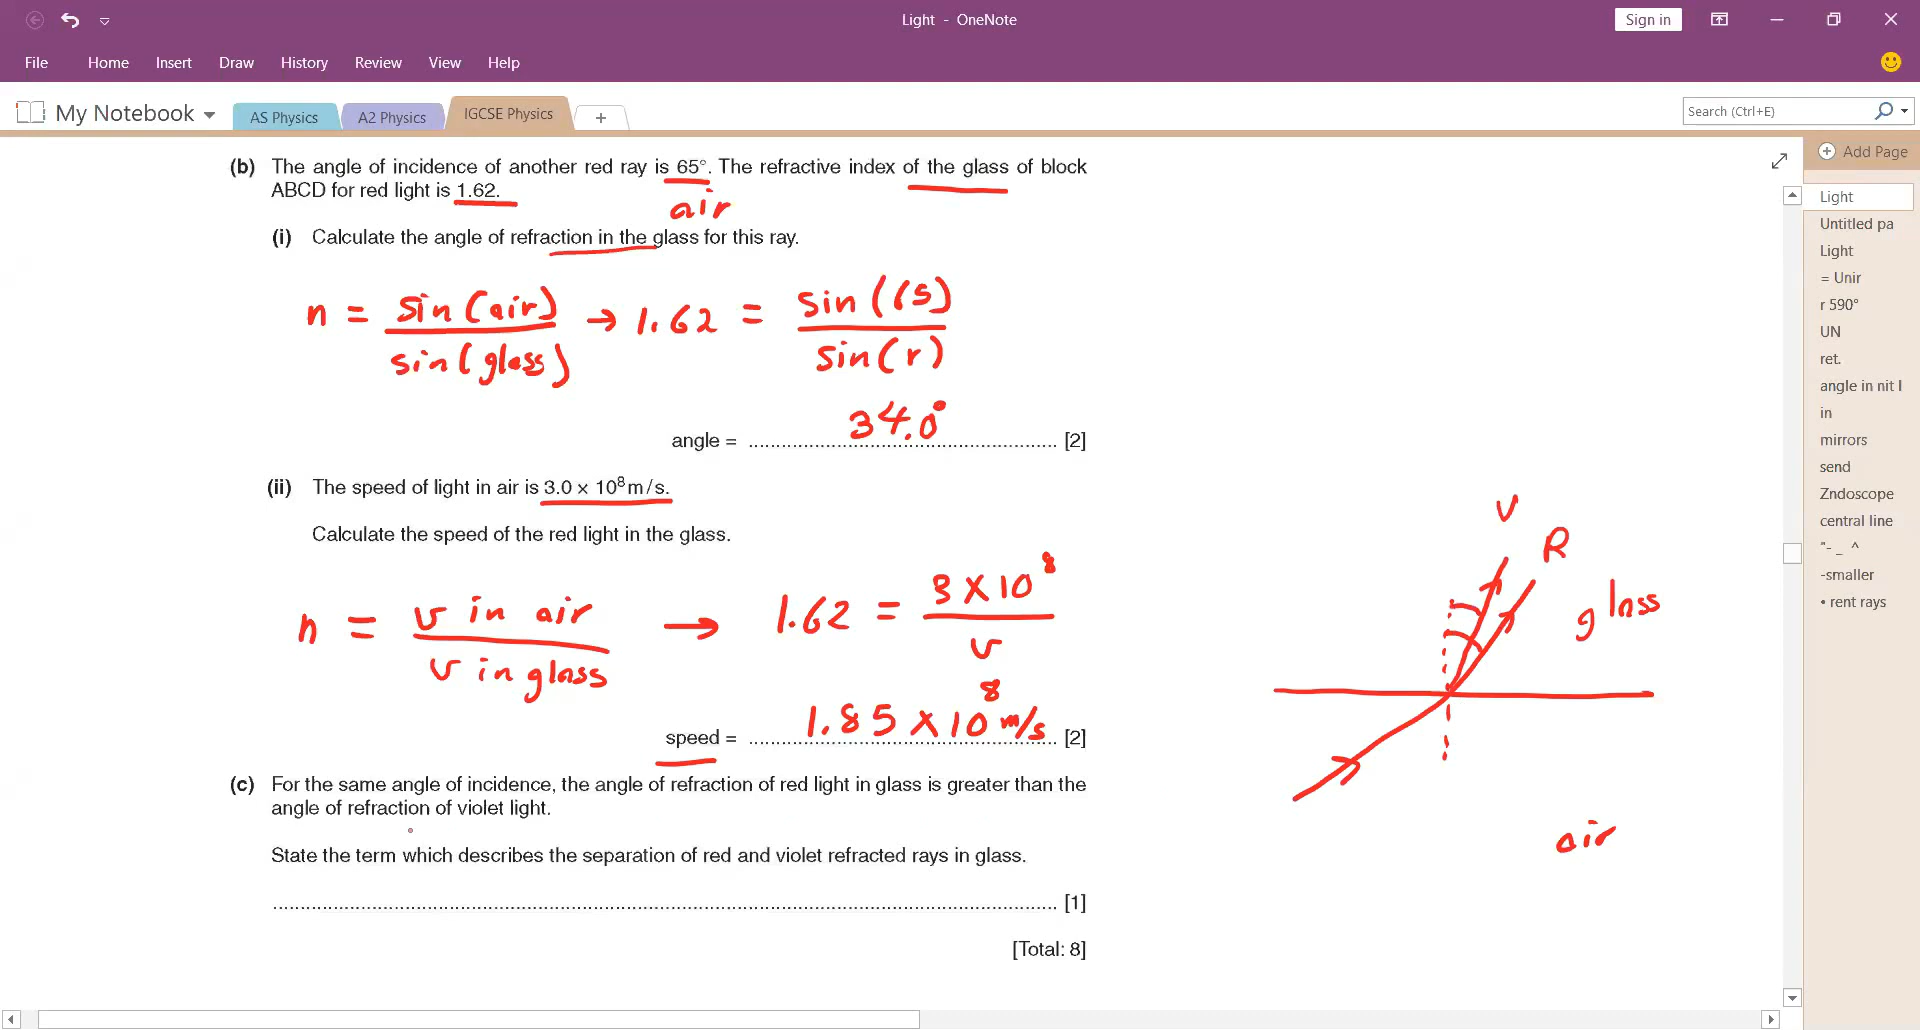 Light - OneNote
Sign in
File Home Insert Draw History Review View Help
My Notebook
AS Physics A2 Physics IGCSE Physics +
Search (Ctrl+E)
Add Page
(b) The angle of incidence of another red ray is 65°. The refractive index of the glass of block
ABCD for red light is 1.62.
air
(i) Calculate the angle of refraction in the glass for this ray.
n = sin(air) / sin(glass) → 1.62 = sin(65) / sin(r)
34.0°
angle = ........ [2]
(ii) The speed of light in air is 3.0 × 10⁸ m/s.
Calculate the speed of the red light in the glass.
n = v in air / v in glass → 1.62 = 3 × 10⁸ / v
1.85 × 10⁸ m/s
speed = ........ [2]
(c) For the same angle of incidence, the angle of refraction of red light in glass is greater than the
angle of refraction of violet light.
State the term which describes the separation of red and violet refracted rays in glass.
........ [1]
[Total: 8]
V
R
glass
air
Light
Untitled pa
Light
= Unir
r 590°
UN
ret.
angle in nit I
in
mirrors
send
Zndoscope
central line
"- _ ^
-smaller
• rent rays